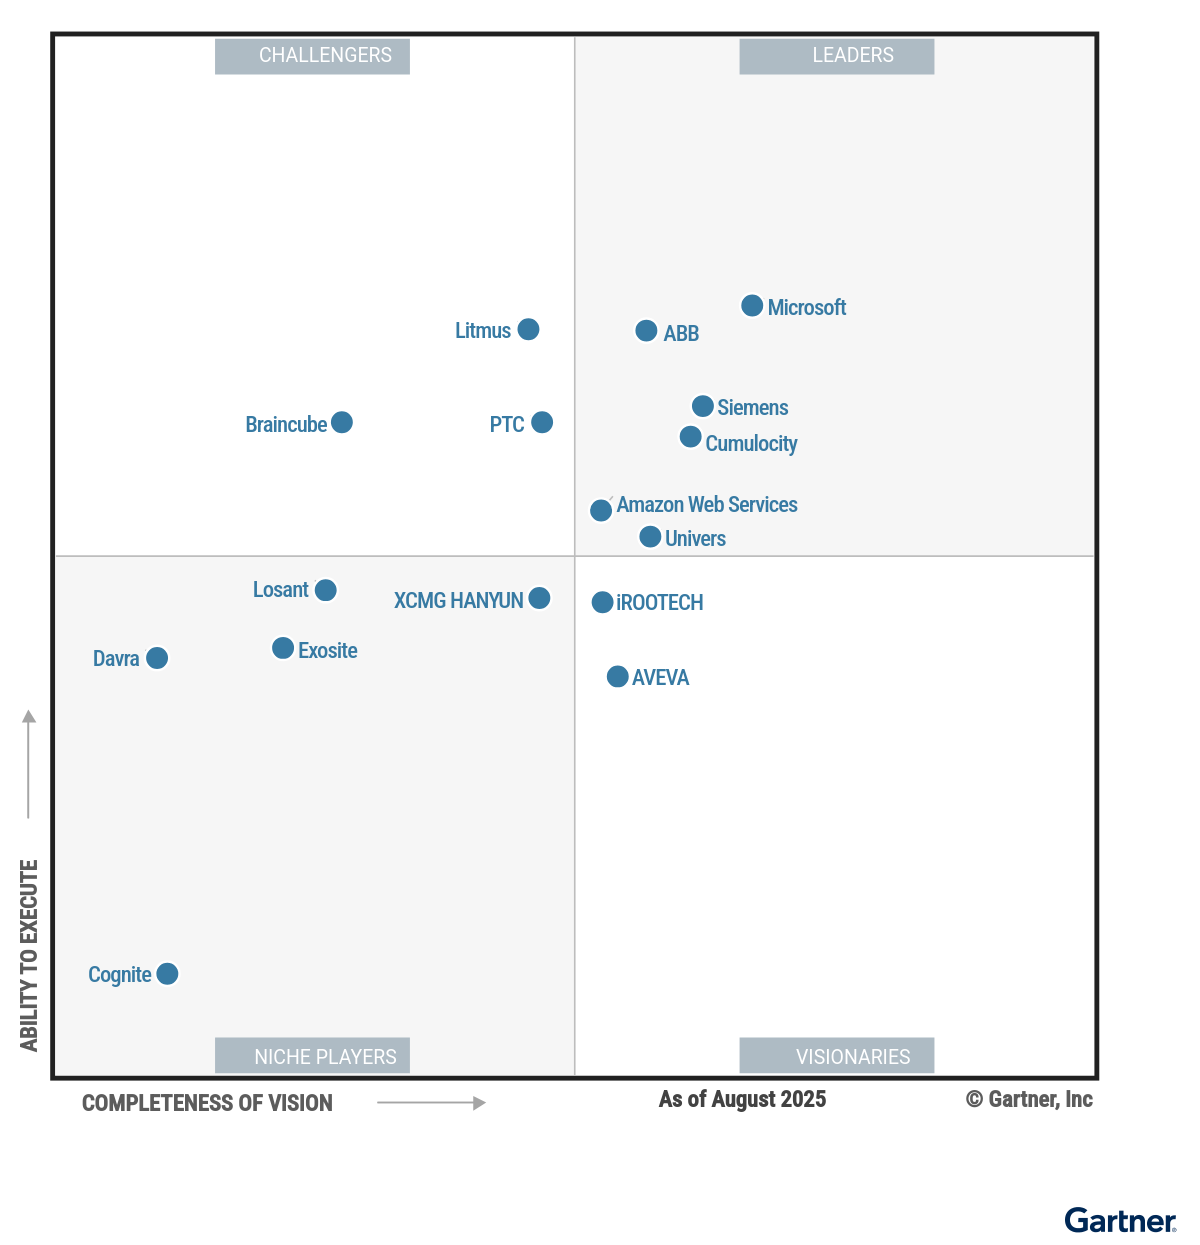 CHALLENGERS
LEADERS
Microsoft
Litmus
ABB
Siemens
Braincube
PTC
Cumulocity
Amazon Web Services
Univers
Losant
XCMG HANYUN
iROOTECH
Exosite
Davra
AVEVA
ABILITY TO EXECUTE
Cognite
NICHE PLAYERS
VISIONARIES
COMPLETENESS OF VISION
As of August 2025
© Gartner, Inc
Gartner®